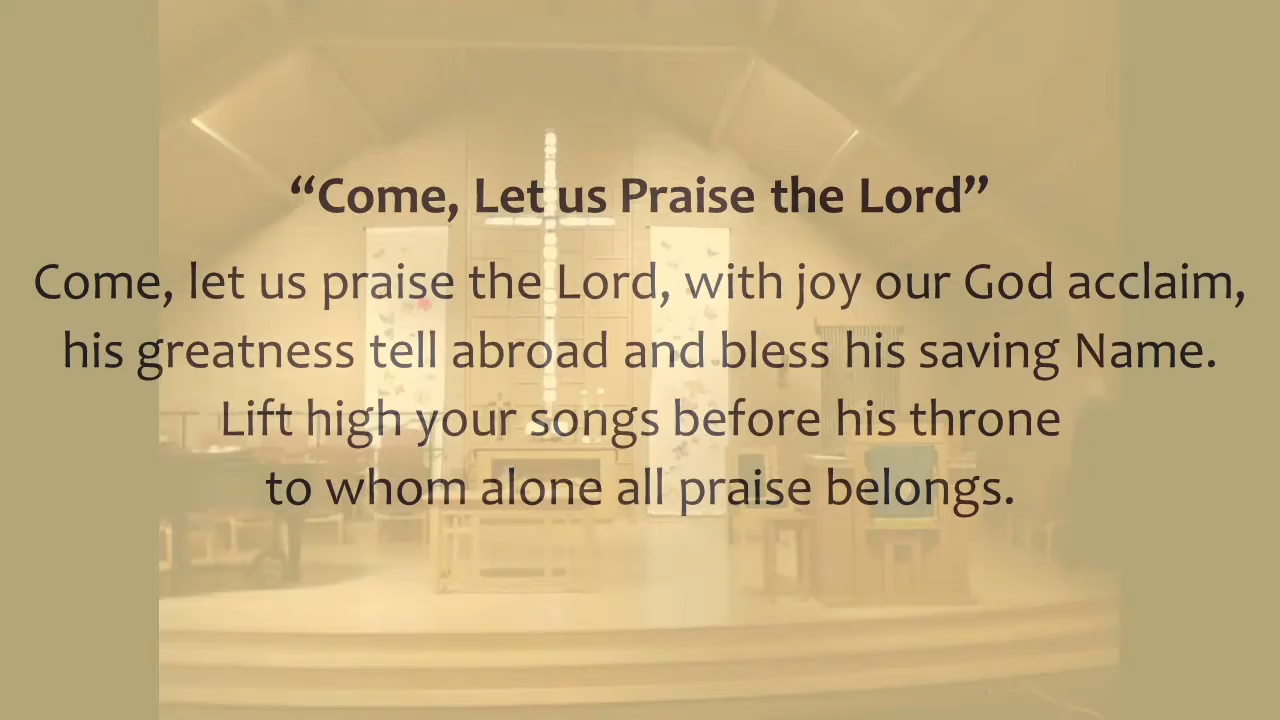 “Come, Let us Praise the Lord”
Come, let us praise the Lord, with joy our God acclaim,
his greatness tell abroad and bless his saving Name.
Lift high your songs before his throne
to whom alone all praise belongs.